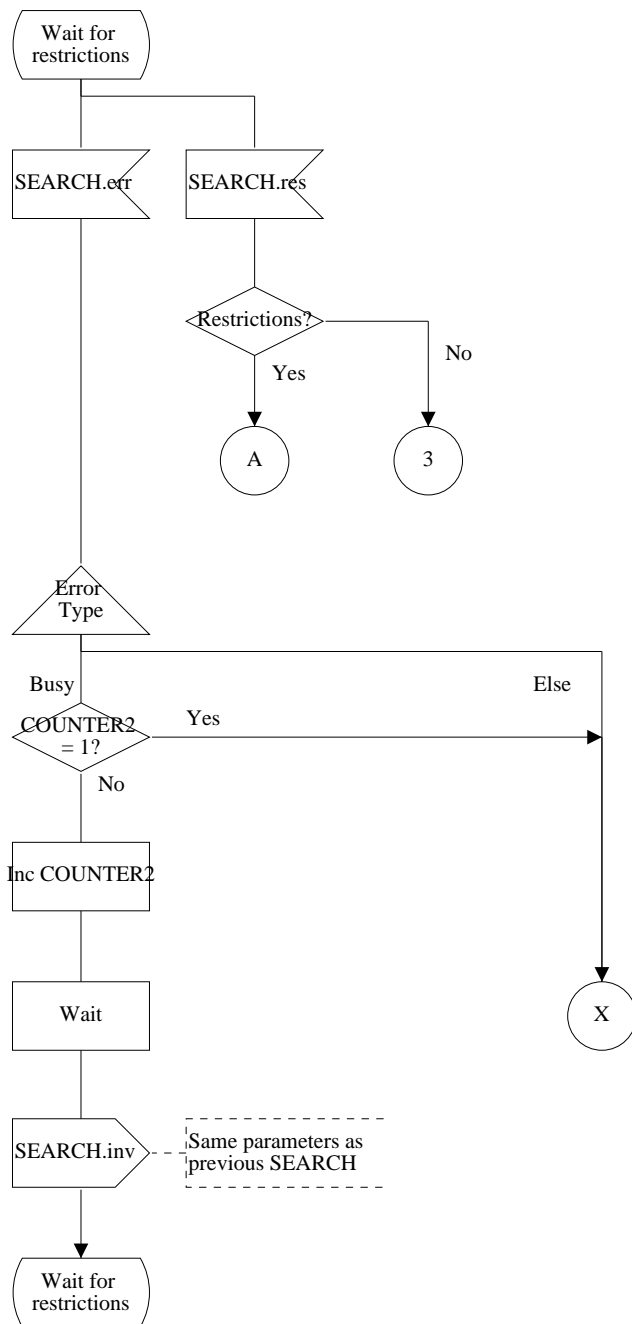 Wait for
restrictions
SEARCH.err
SEARCH.res
Restrictions?
No
Yes
A
3
Error
Type
Busy
Else
COUNTER2
= 1?
Yes
No
Inc COUNTER2
Wait
X
SEARCH.inv
Same parameters as
previous SEARCH
Wait for
restrictions